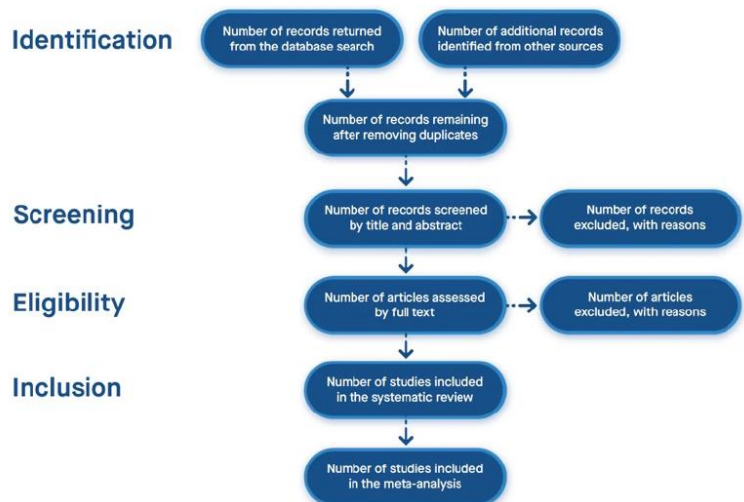 Identification
Number of records returned
from the database search
Number of additional records
identified from other sources
Number of records remaining
after removing duplicates
Screening
Number of records screened
by title and abstract
Number of records
excluded, with reasons
Eligibility
Number of articles assessed
by full text
Number of articles
excluded, with reasons
Inclusion
Number of studies included
in the systematic review
Number of studies included
in the meta-analysis